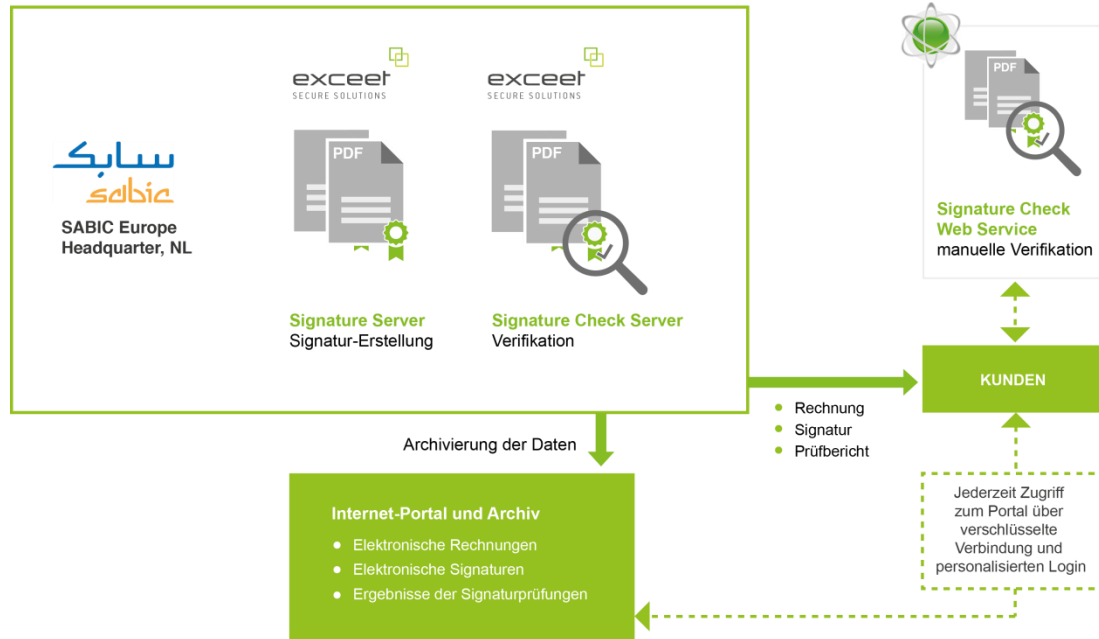 exceet
SECURE SOLUTIONS
PDF
Signature Server
Signatur-Erstellung
exceet
SECURE SOLUTIONS
PDF
Signature Check Server
Verifikation
سابك
sabic
SABIC Europe
Headquarter, NL
PDF
Signature Check
Web Service
manuelle Verifikation
KUNDEN
Rechnung
Signatur
Prüfbericht
Archivierung der Daten
Internet-Portal und Archiv
Elektronische Rechnungen
Elektronische Signaturen
Ergebnisse der Signaturprüfungen
Jederzeit Zugriff
zum Portal über
verschlüsselte
Verbindung und
personalisierten Login